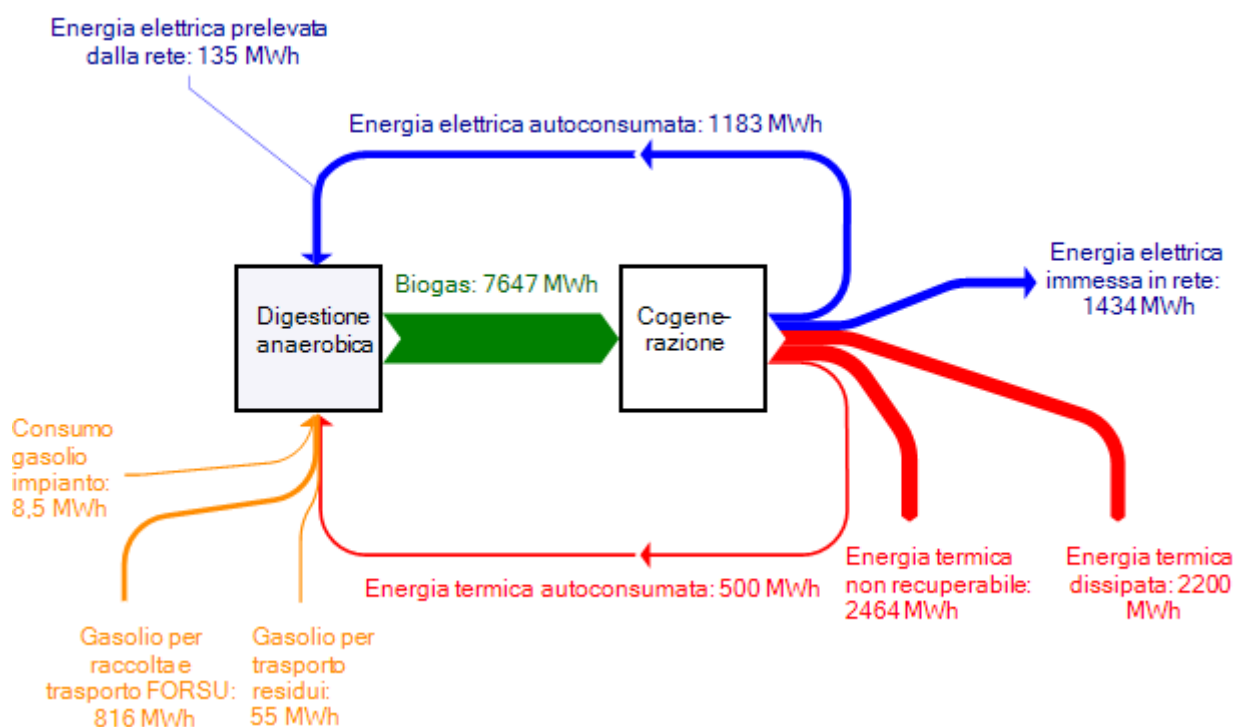 Energia elettrica prelevata
dalla rete: 135 MWh
Energia elettrica autoconsumata: 1183 MWh
Energia elettrica
immessa in rete:
1434 MWh
Biogas: 7647 MWh
Digestione
anaerobica
Cogene-
razione
Consumo
gasolio
impianto:
8,5 MWh
Energia termica autoconsumata: 500 MWh
Energia termica
non recuperabile:
2464 MWh
Energia termica
dissipata: 2200
MWh
Gasolio per
raccolta e
trasporto FORSU:
816 MWh
Gasolio per
trasporto
residui:
55 MWh